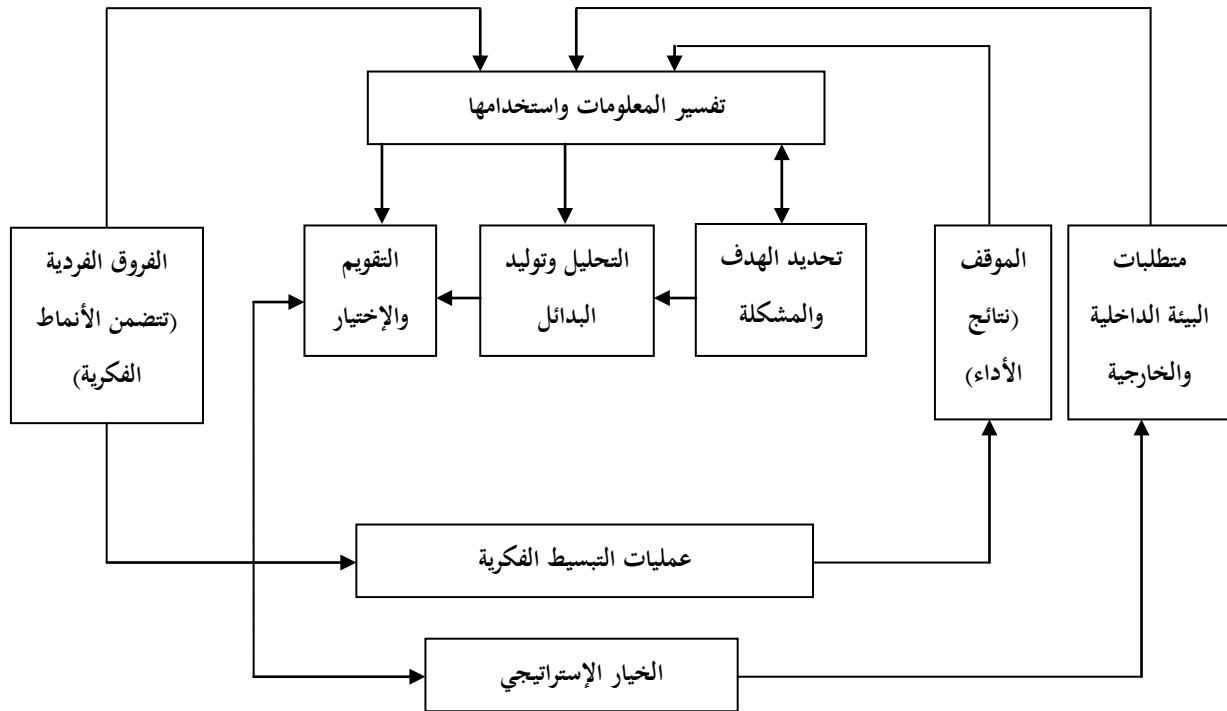 تفسير المعلومات واستخدامها
متطلبات
البيئة الداخلية
والخارجية
الموقف
(نتائج
الأداء)
تحديد الهدف
والمشكلة
التحليل وتوليد
البدائل
التقويم
والإختيار
الفروق الفردية
(تتضمن الأنماط
الفكرية)
عمليات التبسيط الفكرية
الخيار الإستراتيجي